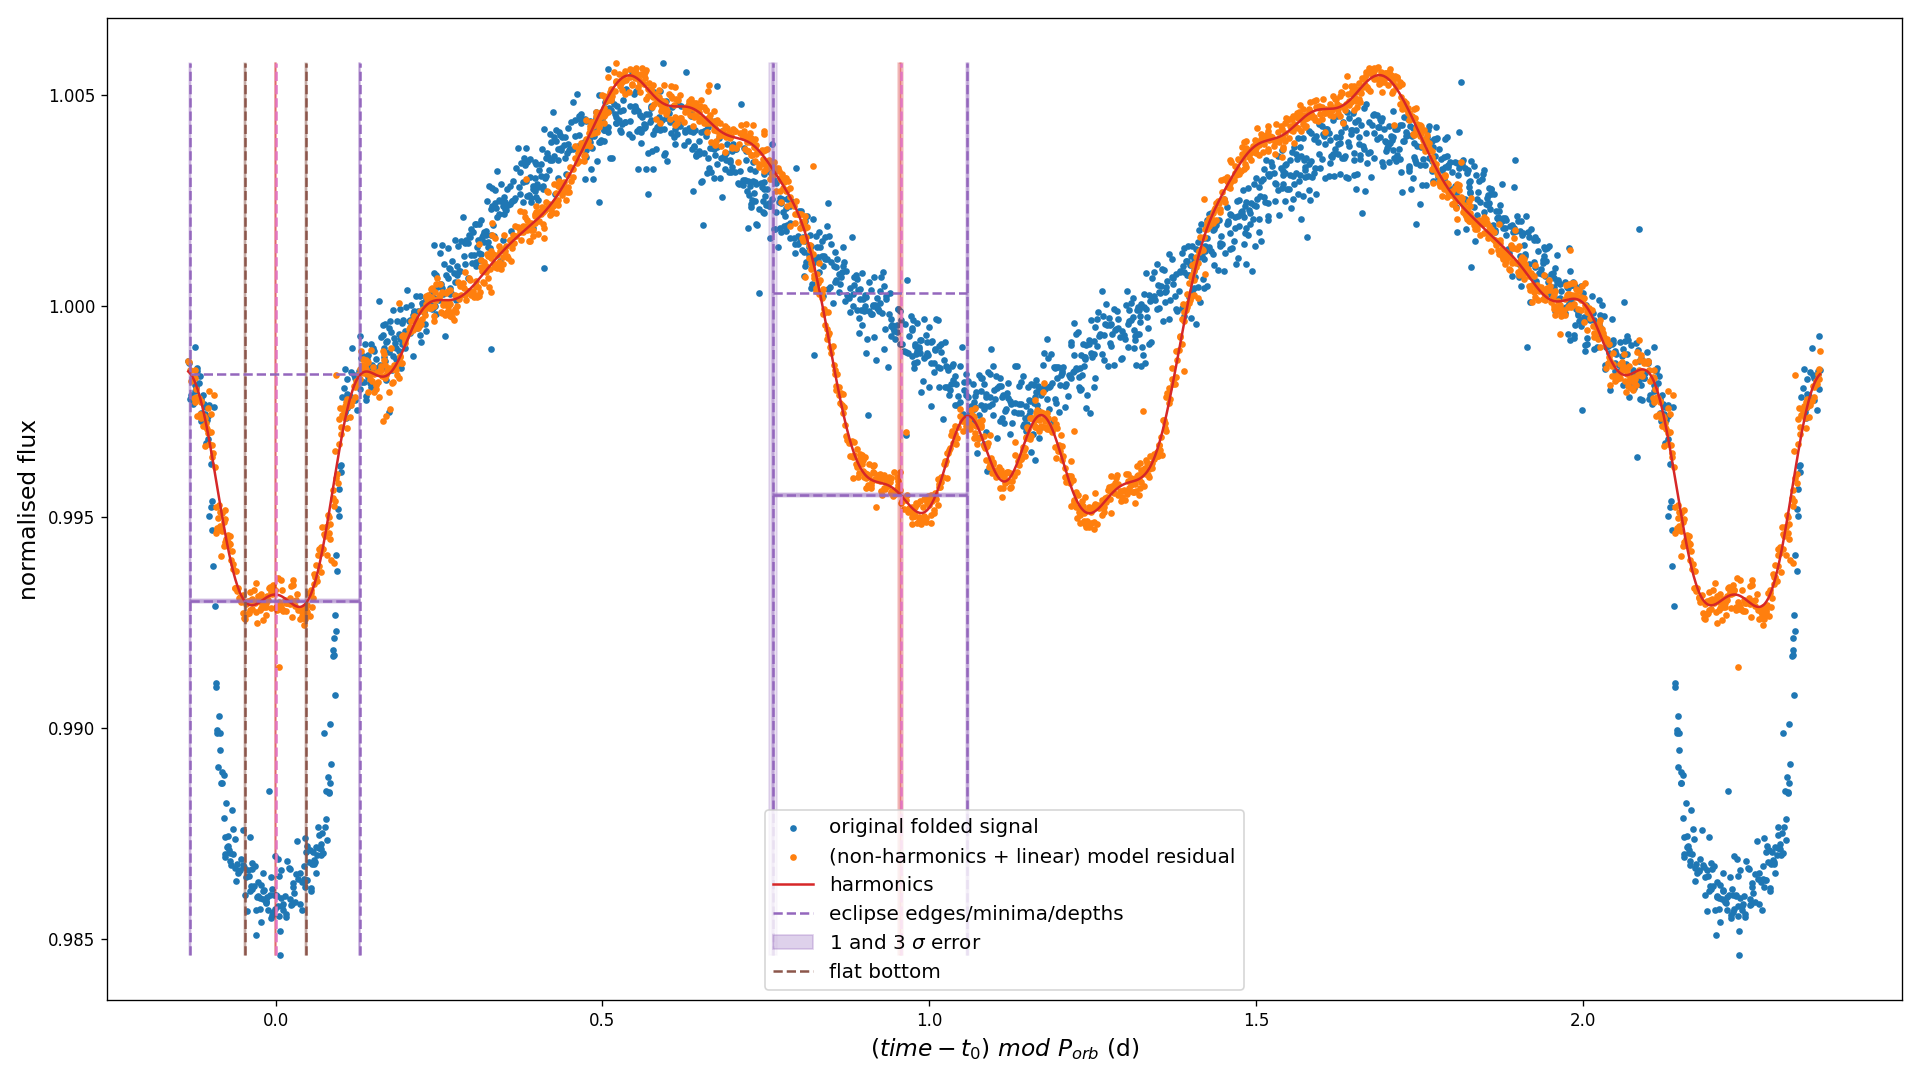 1.005
1.000
0.995
0.990
0.985
normalised flux
original folded signal
(non-harmonics + linear) model residual
harmonics
eclipse edges/minima/depths
1 and 3 σ error
flat bottom
0.0 0.5 1.0 1.5 2.0
(time − t₀) mod Pₒᵣb (d)